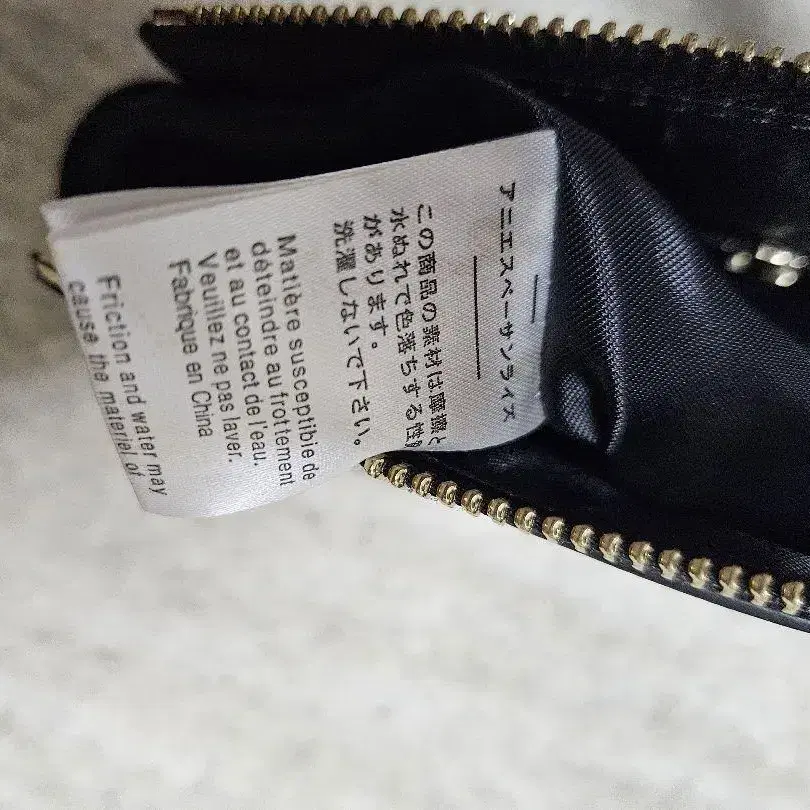 アニエスベーサンライズ
この商品の素材は摩擦と
水ぬれで色落ちする性
があります。
洗濯しないで下さい。
Matière susceptible de
déteindre au frottement
et au contact de l'eau.
Veuillez ne pas laver.
Fabriqué en China
Friction and water may
cause the material of